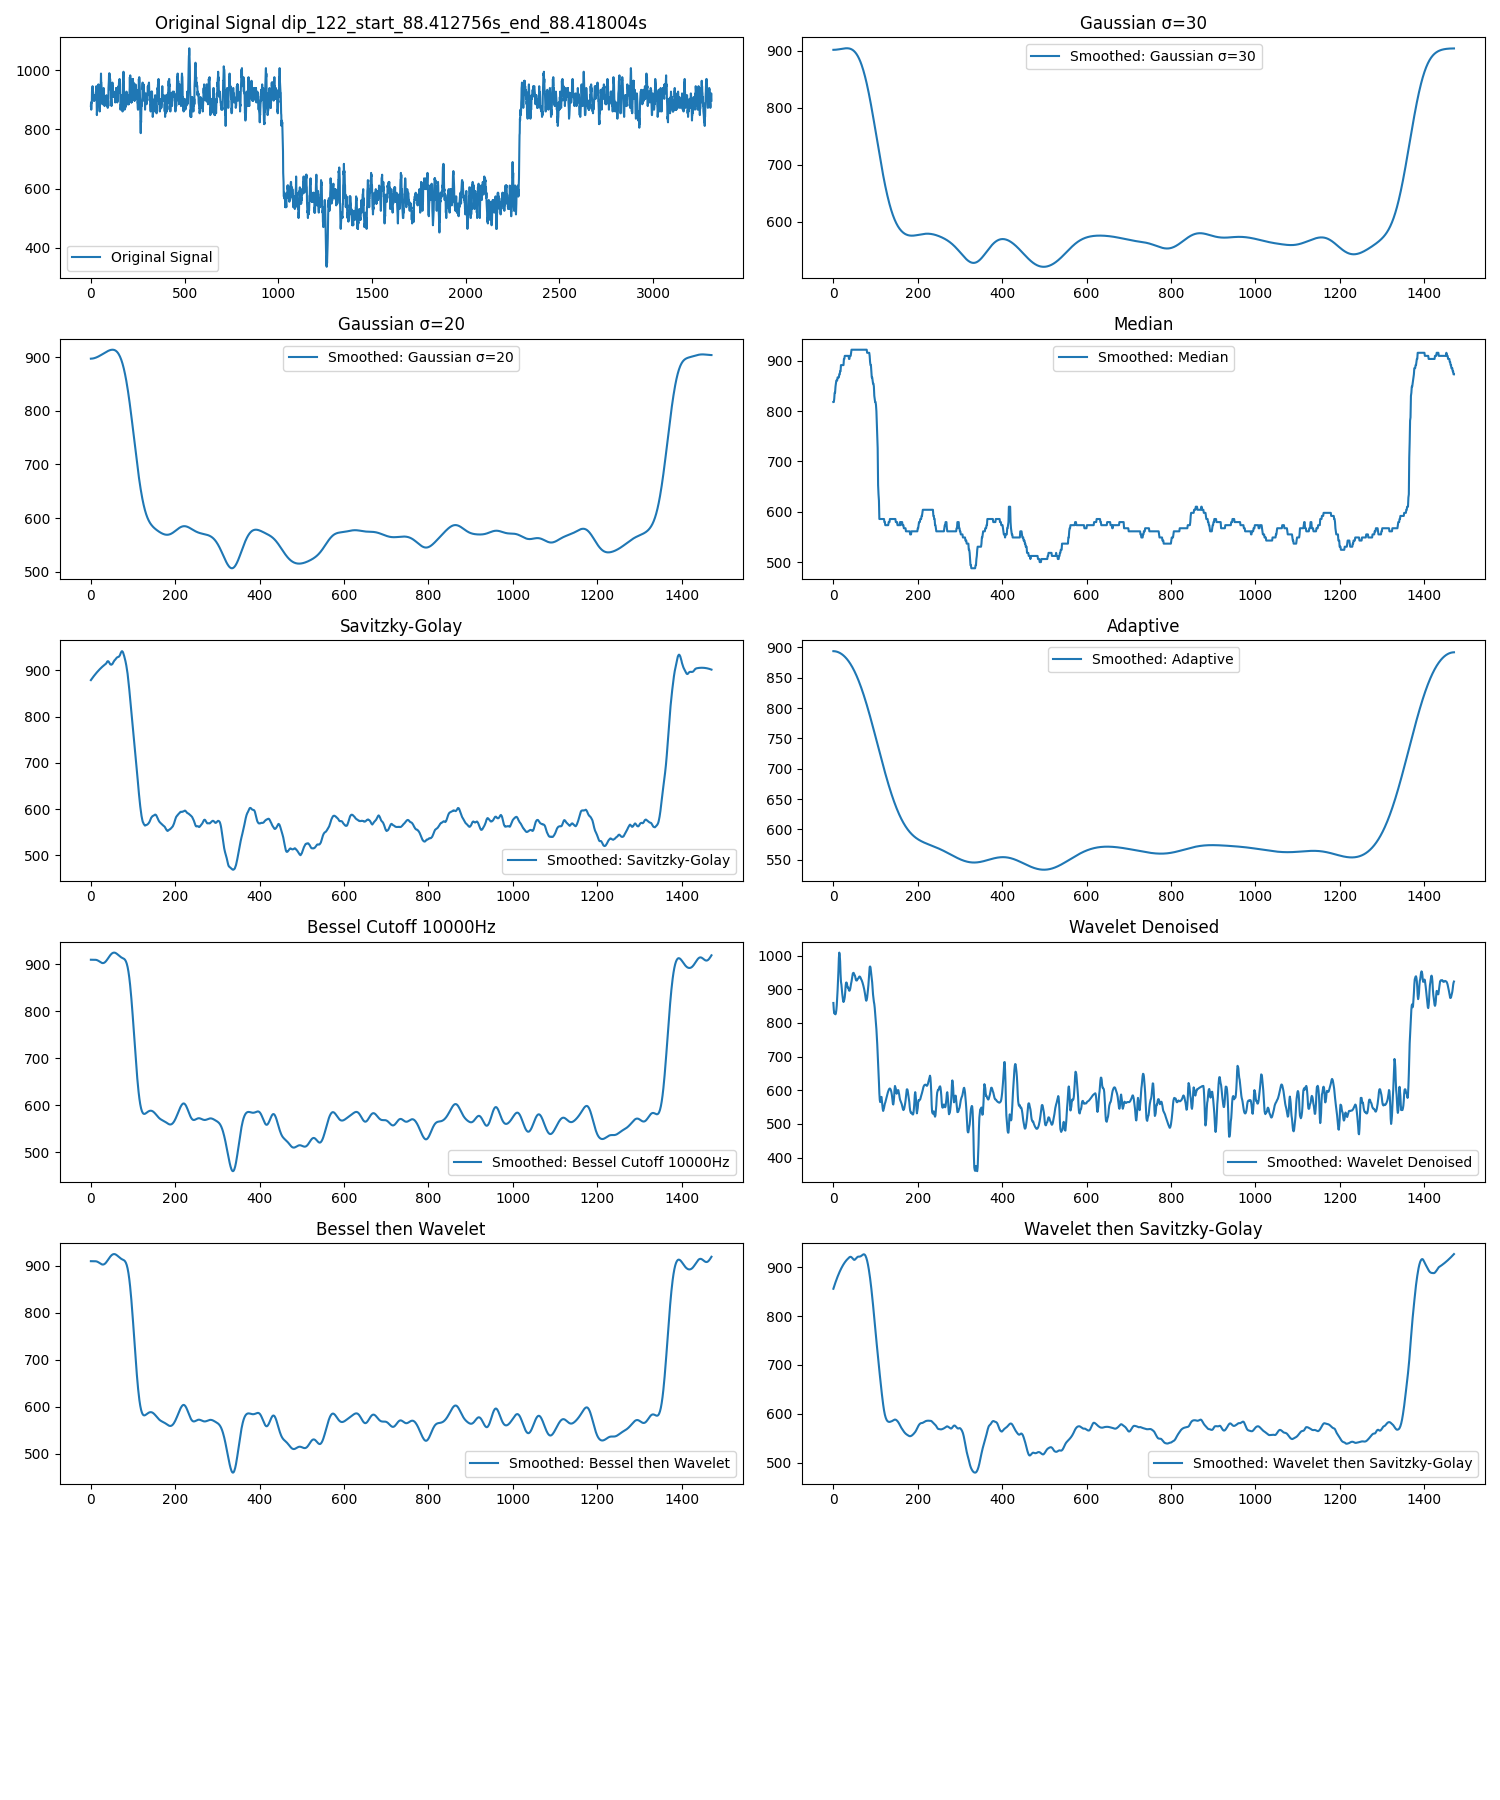 Original Signal dip_122_start_88.412756s_end_88.418004s
1000
800
600
400
Original Signal
0 500 1000 1500 2000 2500 3000
Gaussian σ=30
900
800
700
600
Smoothed: Gaussian σ=30
0 200 400 600 800 1000 1200 1400
Gaussian σ=20
900
800
700
600
500
Smoothed: Gaussian σ=20
0 200 400 600 800 1000 1200 1400
Median
900
800
700
600
500
Smoothed: Median
0 200 400 600 800 1000 1200 1400
Savitzky-Golay
900
800
700
600
500
Smoothed: Savitzky-Golay
0 200 400 600 800 1000 1200 1400
Adaptive
900
850
800
750
700
650
600
550
Smoothed: Adaptive
0 200 400 600 800 1000 1200 1400
Bessel Cutoff 10000Hz
900
800
700
600
500
Smoothed: Bessel Cutoff 10000Hz
0 200 400 600 800 1000 1200 1400
Wavelet Denoised
1000
900
800
700
600
500
400
Smoothed: Wavelet Denoised
0 200 400 600 800 1000 1200 1400
Bessel then Wavelet
900
800
700
600
500
Smoothed: Bessel then Wavelet
0 200 400 600 800 1000 1200 1400
Wavelet then Savitzky-Golay
900
800
700
600
500
Smoothed: Wavelet then Savitzky-Golay
0 200 400 600 800 1000 1200 1400